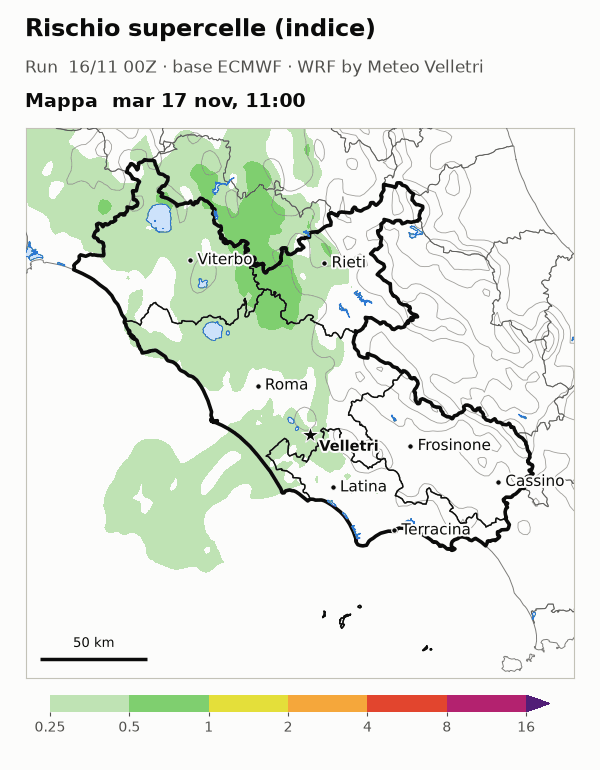 Rischio supercelle (indice)
Run  16/11 00Z · base ECMWF · WRF by Meteo Velletri
Mappa  mar 17 nov, 11:00
Viterbo
Rieti
Roma
Velletri
Frosinone
Latina
Cassino
Terracina
50 km
0.25 0.5 1 2 4 8 16